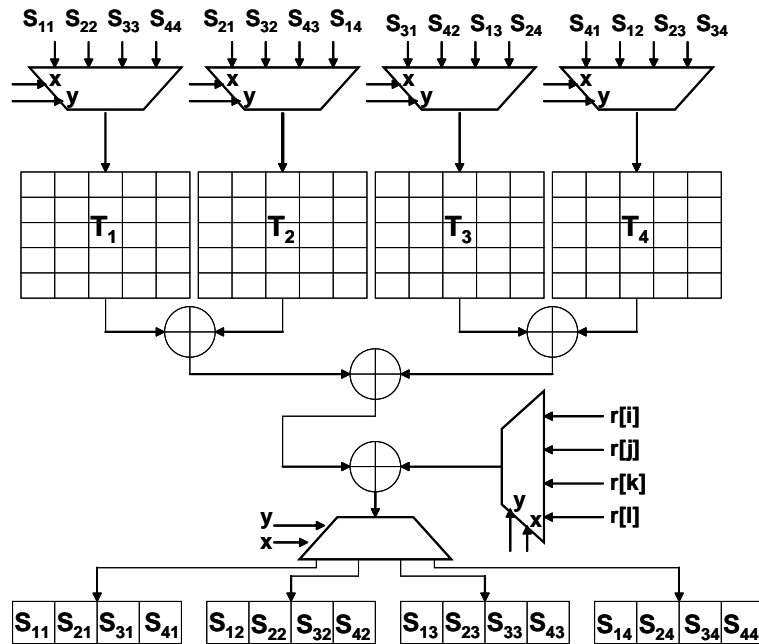 S11 S22 S33 S44 S21 S32 S43 S14 S31 S42 S13 S24 S41 S12 S23 S34
x x x x
y y y y
T1 T2 T3 T4
r[i]
r[j]
r[k]
y
x r[l]
y
x
S11 S21 S31 S41 S12 S22 S32 S42 S13 S23 S33 S43 S14 S24 S34 S44